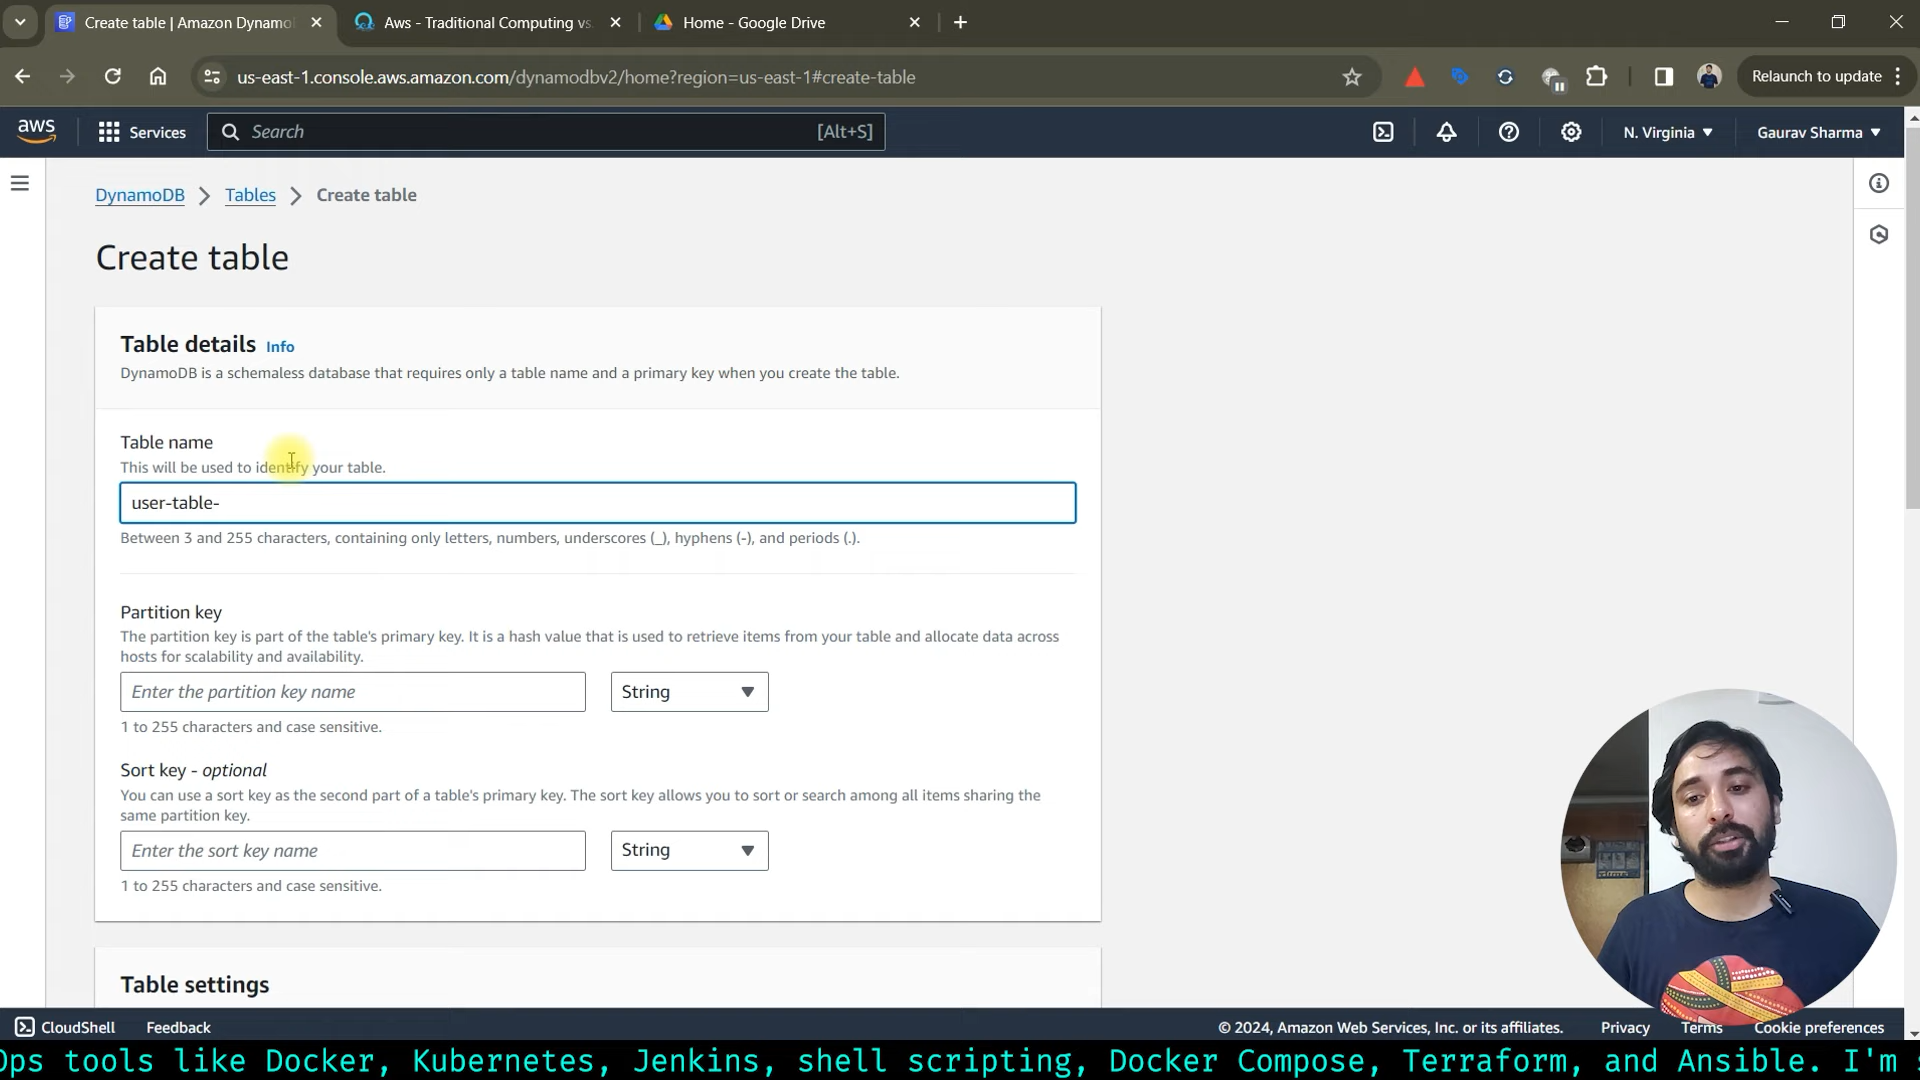 Create table | Amazon Dynamo
Aws - Traditional Computing vs.
Home - Google Drive
us-east-1.console.aws.amazon.com/dynamodbv2/home?region=us-east-1#create-table
Relaunch to update
aws
Services
Search
[Alt+S]
N. Virginia
Gaurav Sharma
DynamoDB
Tables
Create table
Create table
Table details Info
DynamoDB is a schemaless database that requires only a table name and a primary key when you create the table.
Table name
This will be used to identify your table.
user-table-
Between 3 and 255 characters, containing only letters, numbers, underscores (_), hyphens (-), and periods (.).
Partition key
The partition key is part of the table's primary key. It is a hash value that is used to retrieve items from your table and allocate data across
hosts for scalability and availability.
Enter the partition key name
String
1 to 255 characters and case sensitive.
Sort key - optional
You can use a sort key as the second part of a table's primary key. The sort key allows you to sort or search among all items sharing the
same partition key.
Enter the sort key name
String
1 to 255 characters and case sensitive.
Table settings
CloudShell
Feedback
© 2024, Amazon Web Services, Inc. or its affiliates.
Privacy
Terms
Cookie preferences
Ops tools like Docker, Kubernetes, Jenkins, shell scripting, Docker Compose, Terraform, and Ansible. I'm